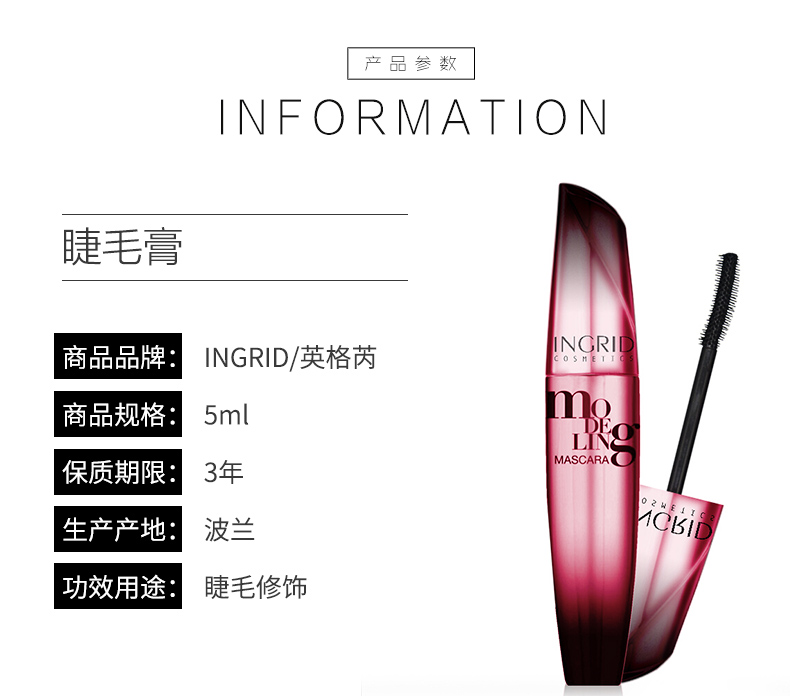 产品参数
INFORMATION
睫毛膏
商品品牌： INGRID/英格芮
商品规格： 5ml
保质期限： 3年
生产产地： 波兰
功效用途： 睫毛修饰
INGRID
COSMETICS
mo
DE
LINg
MASCARA
COSMETICS
INGRID